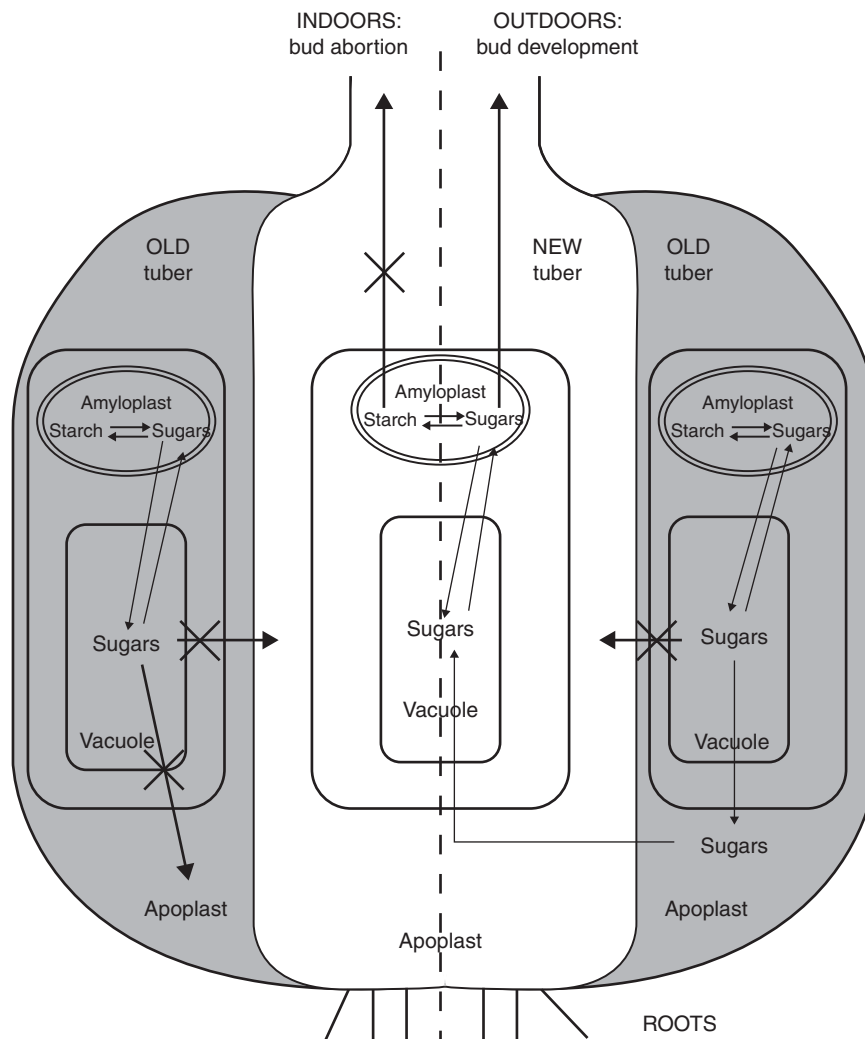 INDOORS:
bud abortion
OUTDOORS:
bud development
OLD
tuber
NEW
tuber
OLD
tuber
Amyloplast
Starch Sugars
Amyloplast
Starch Sugars
Amyloplast
Starch Sugars
Sugars
Vacuole
Sugars
Vacuole
Sugars
Vacuole
Sugars
Apoplast
Apoplast
Apoplast
ROOTS